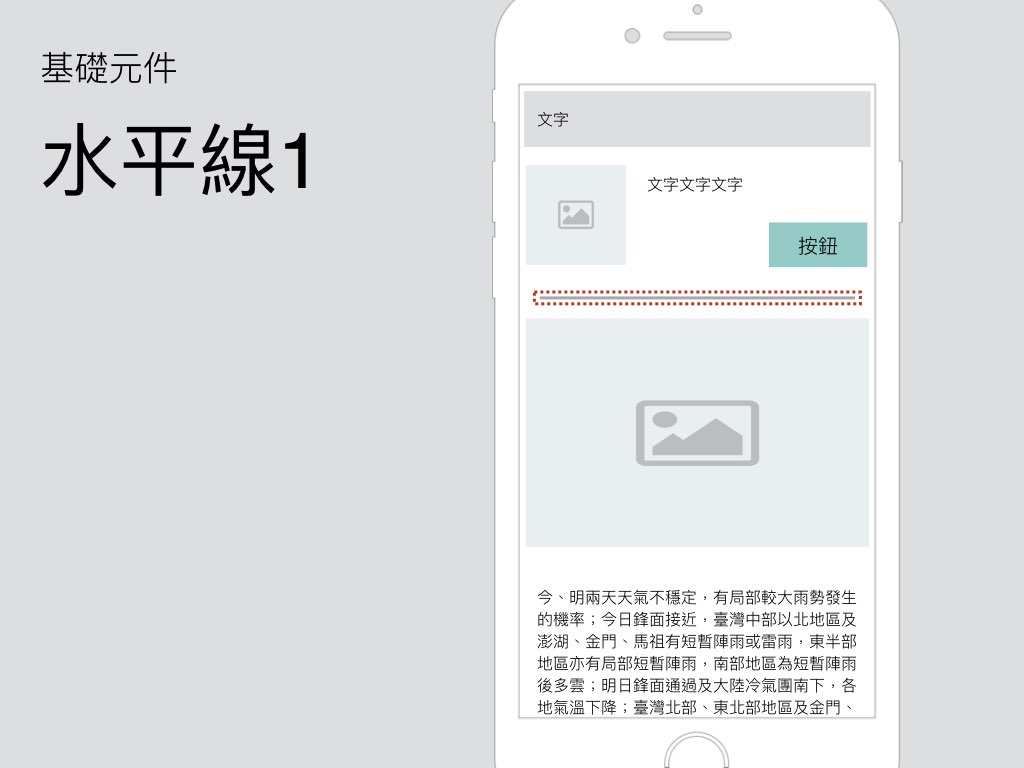 基礎元件
水平線1
文字
文字文字文字
按鈕
今、明兩天天氣不穩定，有局部較大雨勢發生
的機率；今日鋒面接近，臺灣中部以北地區及
澎湖、金門、馬祖有短暫陣雨或雷雨，東半部
地區亦有局部短暫陣雨，南部地區為短暫陣雨
後多雲；明日鋒面通過及大陸冷氣團南下，各
地氣溫下降；臺灣北部、東北部地區及金門、